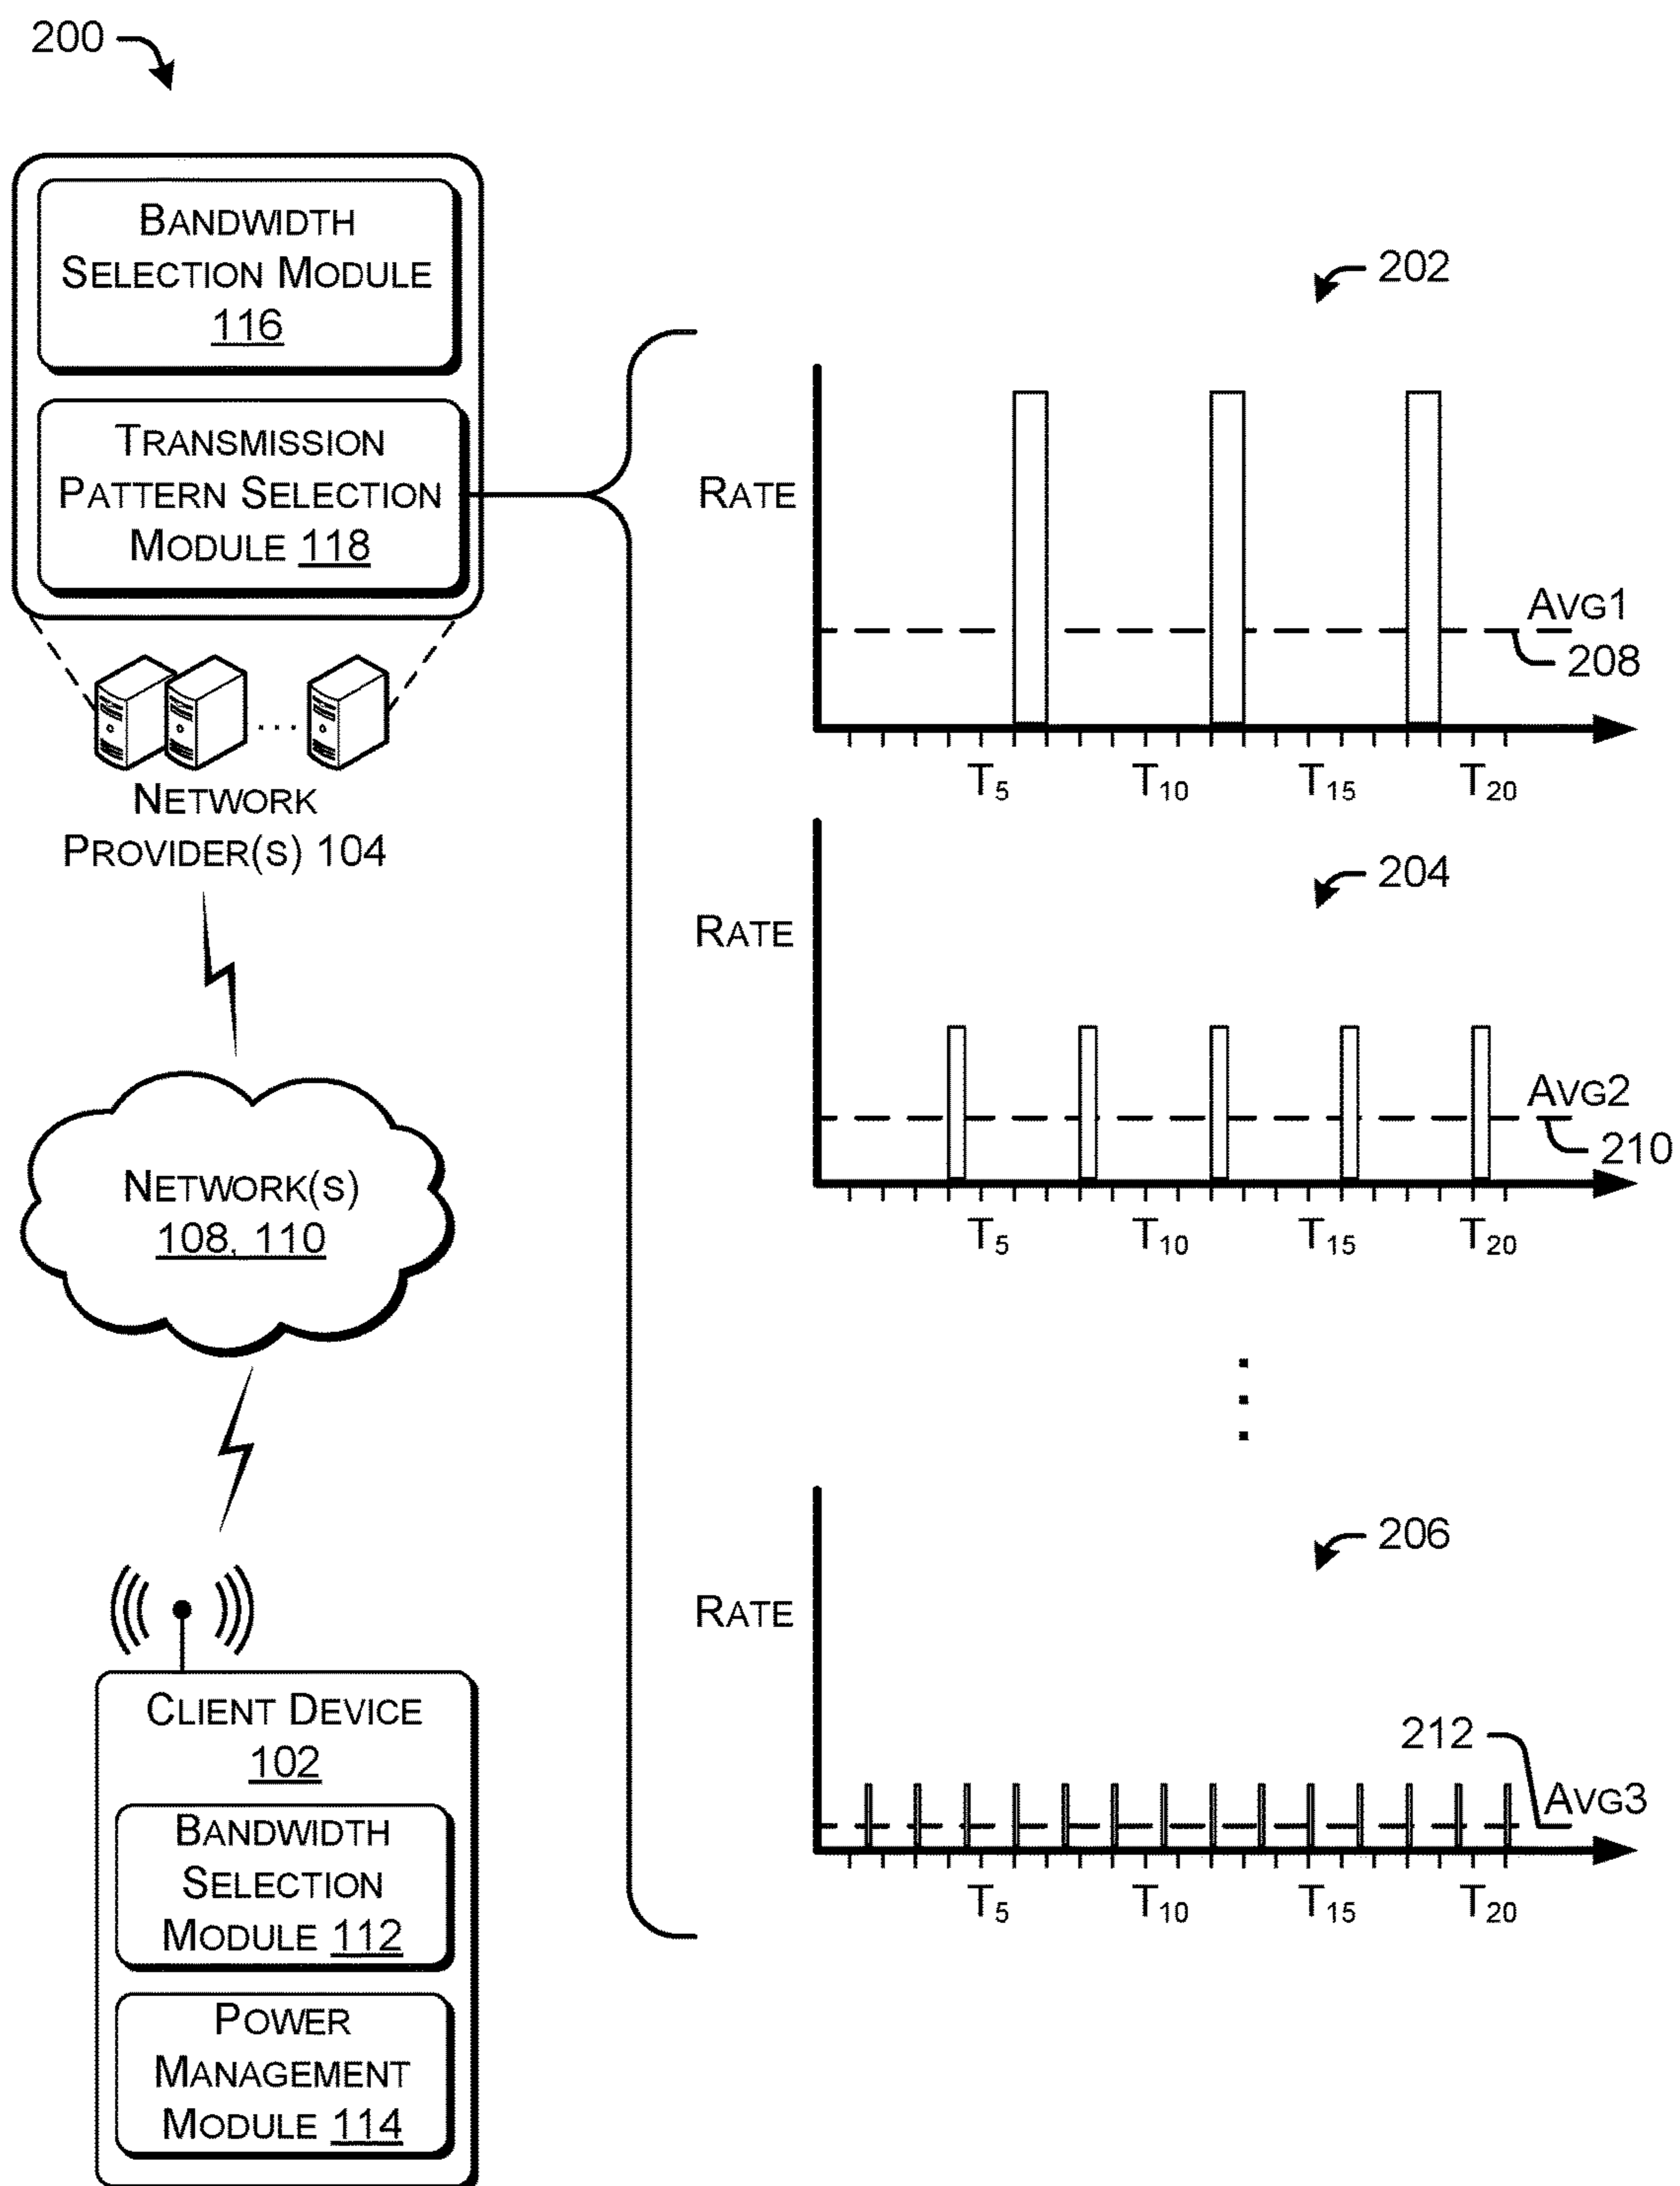 200
BANDWIDTH
SELECTION MODULE
116
TRANSMISSION
PATTERN SELECTION
MODULE 118
NETWORK
PROVIDER(S) 104
NETWORK(S)
108, 110
CLIENT DEVICE
102
BANDWIDTH
SELECTION
MODULE 112
POWER
MANAGEMENT
MODULE 114
202
RATE
AVG1
208
T5 T10 T15 T20
204
RATE
AVG2
210
T5 T10 T15 T20
206
RATE
212
AVG3
T5 T10 T15 T20